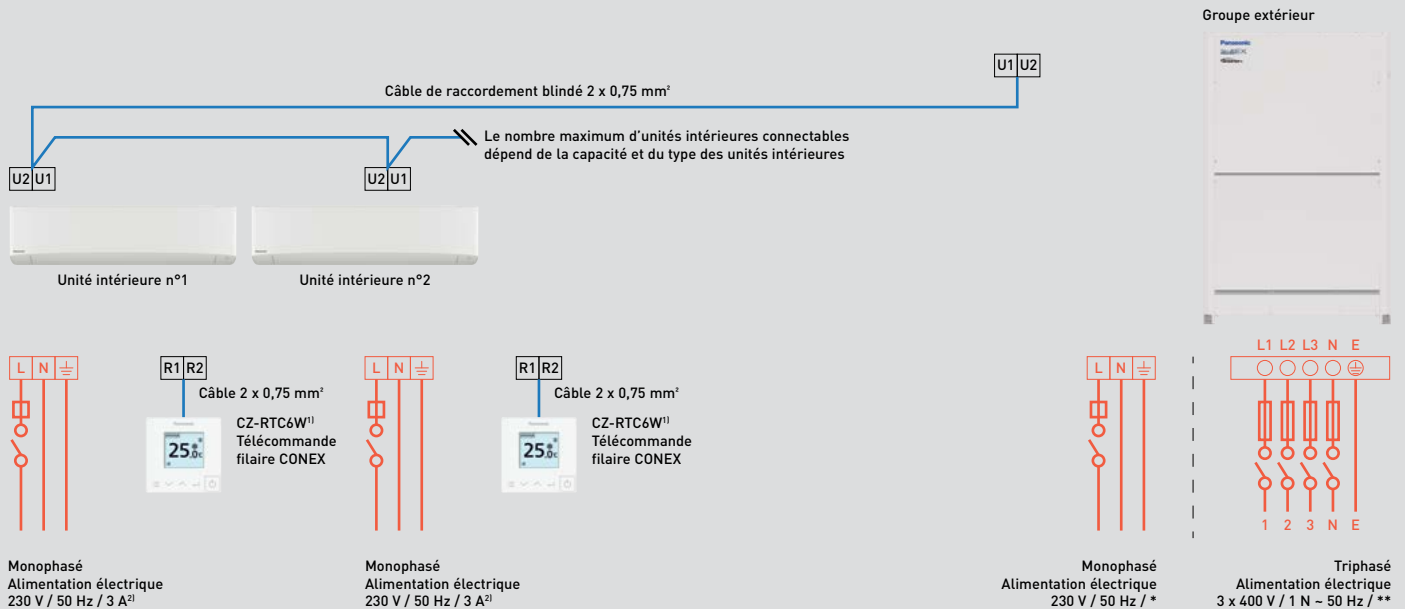 Groupe extérieur
Panasonic
U1 U2
Câble de raccordement blindé 2 x 0,75 mm²
Le nombre maximum d'unités intérieures connectables
dépend de la capacité et du type des unités intérieures
U2 U1
U2 U1
Unité intérieure n°1
Unité intérieure n°2
L N
R1 R2
Câble 2 x 0,75 mm²
Panasonic
25.0c
CZ-RTC6W¹⁾
Télécommande
filaire CONEX
L N
R1 R2
Câble 2 x 0,75 mm²
Panasonic
25.0c
CZ-RTC6W¹⁾
Télécommande
filaire CONEX
L N
L1 L2 L3 N E
1 2 3 N E
Monophasé
Alimentation électrique
230 V / 50 Hz / 3 A²⁾
Monophasé
Alimentation électrique
230 V / 50 Hz / 3 A²⁾
Monophasé
Alimentation électrique
230 V / 50 Hz / *
Triphasé
Alimentation électrique
3 x 400 V / 1 N ~ 50 Hz / **